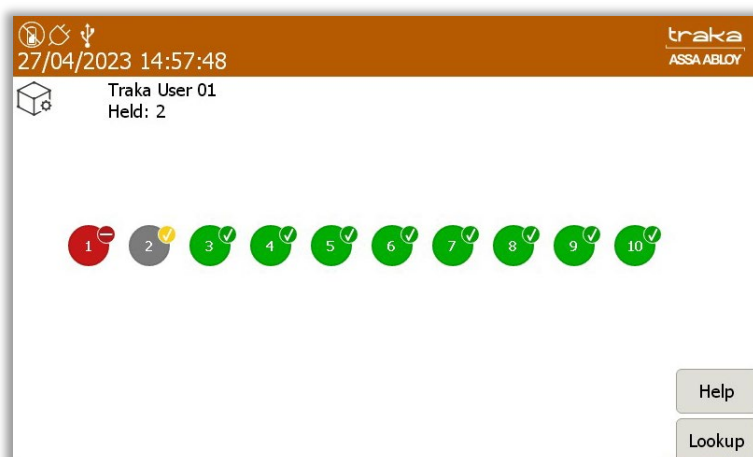 traka
27/04/2023 14:57:48
ASSA ABLOY
Traka User 01
Held: 2
1 2 3 4 5 6 7 8 9 10
Help
Lookup